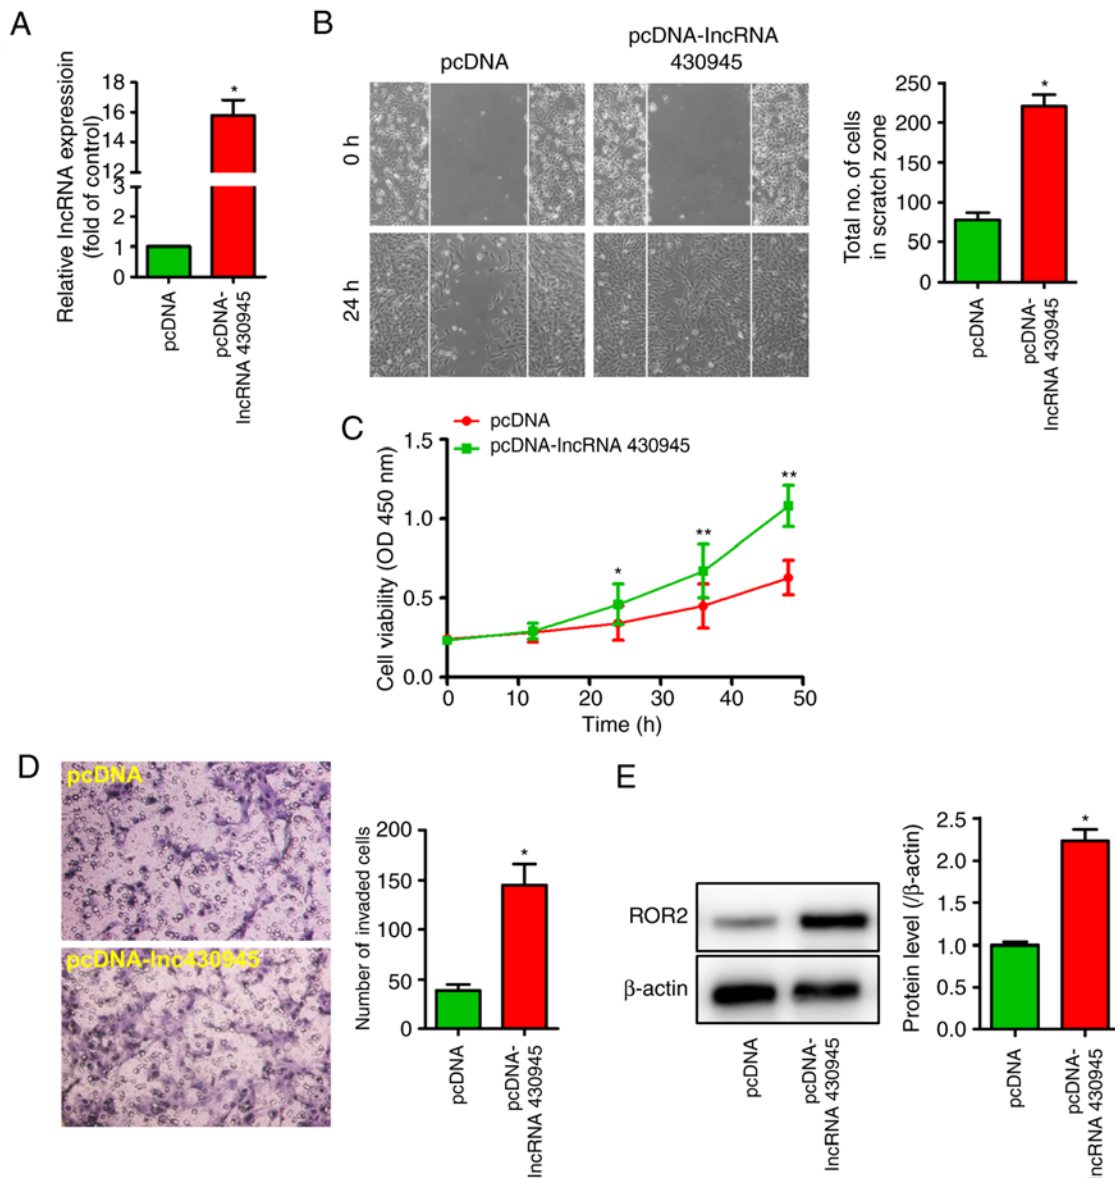 A
Relative lncRNA expressioin
(fold of control)
18
16
14
12
3
2
1
0
*
pcDNA
pcDNA-
lncRNA 430945
B
pcDNA
pcDNA-lncRNA
430945
0 h
24 h
Total no. of cells
in scratch zone
250
200
150
100
50
0
*
pcDNA
pcDNA-
lncRNA 430945
C
pcDNA
pcDNA-lncRNA 430945
Cell viability (OD 450 nm)
1.5
1.0
0.5
0.0
*
**
**
0 10 20 30 40 50
Time (h)
D
pcDNA
pcDNA-lnc430945
Number of invaded cells
200
150
100
50
0
*
pcDNA
pcDNA-
lncRNA 430945
E
ROR2
β-actin
pcDNA
pcDNA-
lncRNA 430945
Protein level (/β-actin)
2.5
2.0
1.5
1.0
0.5
0.0
*
pcDNA
pcDNA-
lncRNA 430945